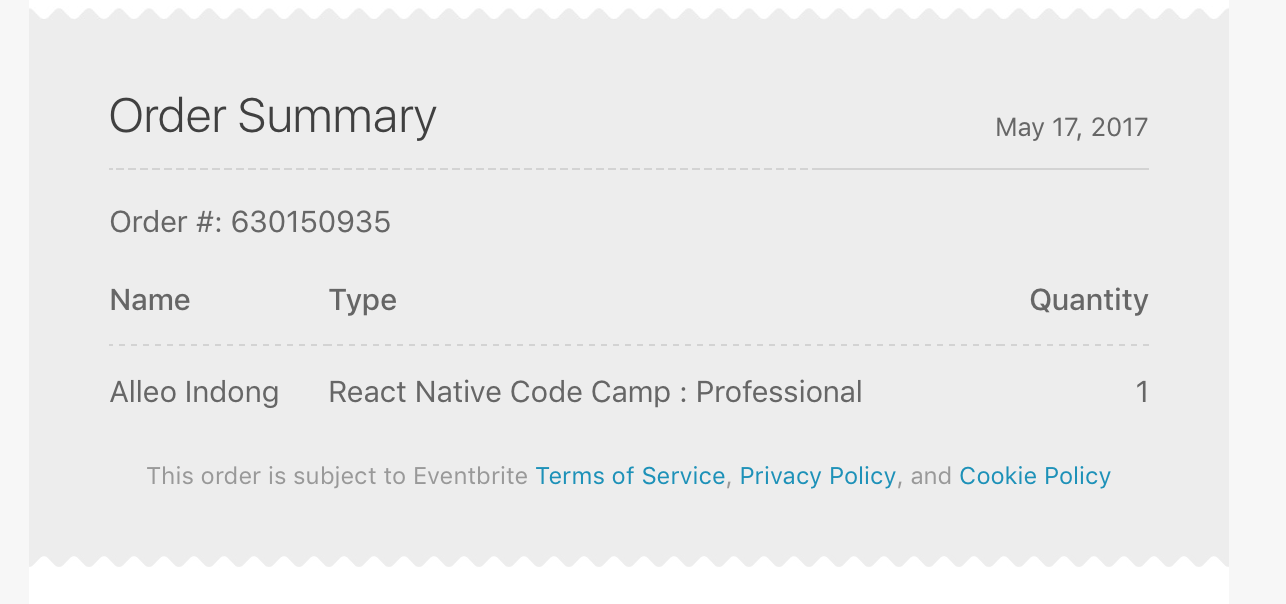 Order Summary
May 17, 2017
Order #: 630150935
Name Type Quantity
Alleo Indong React Native Code Camp : Professional 1
This order is subject to Eventbrite Terms of Service, Privacy Policy, and Cookie Policy